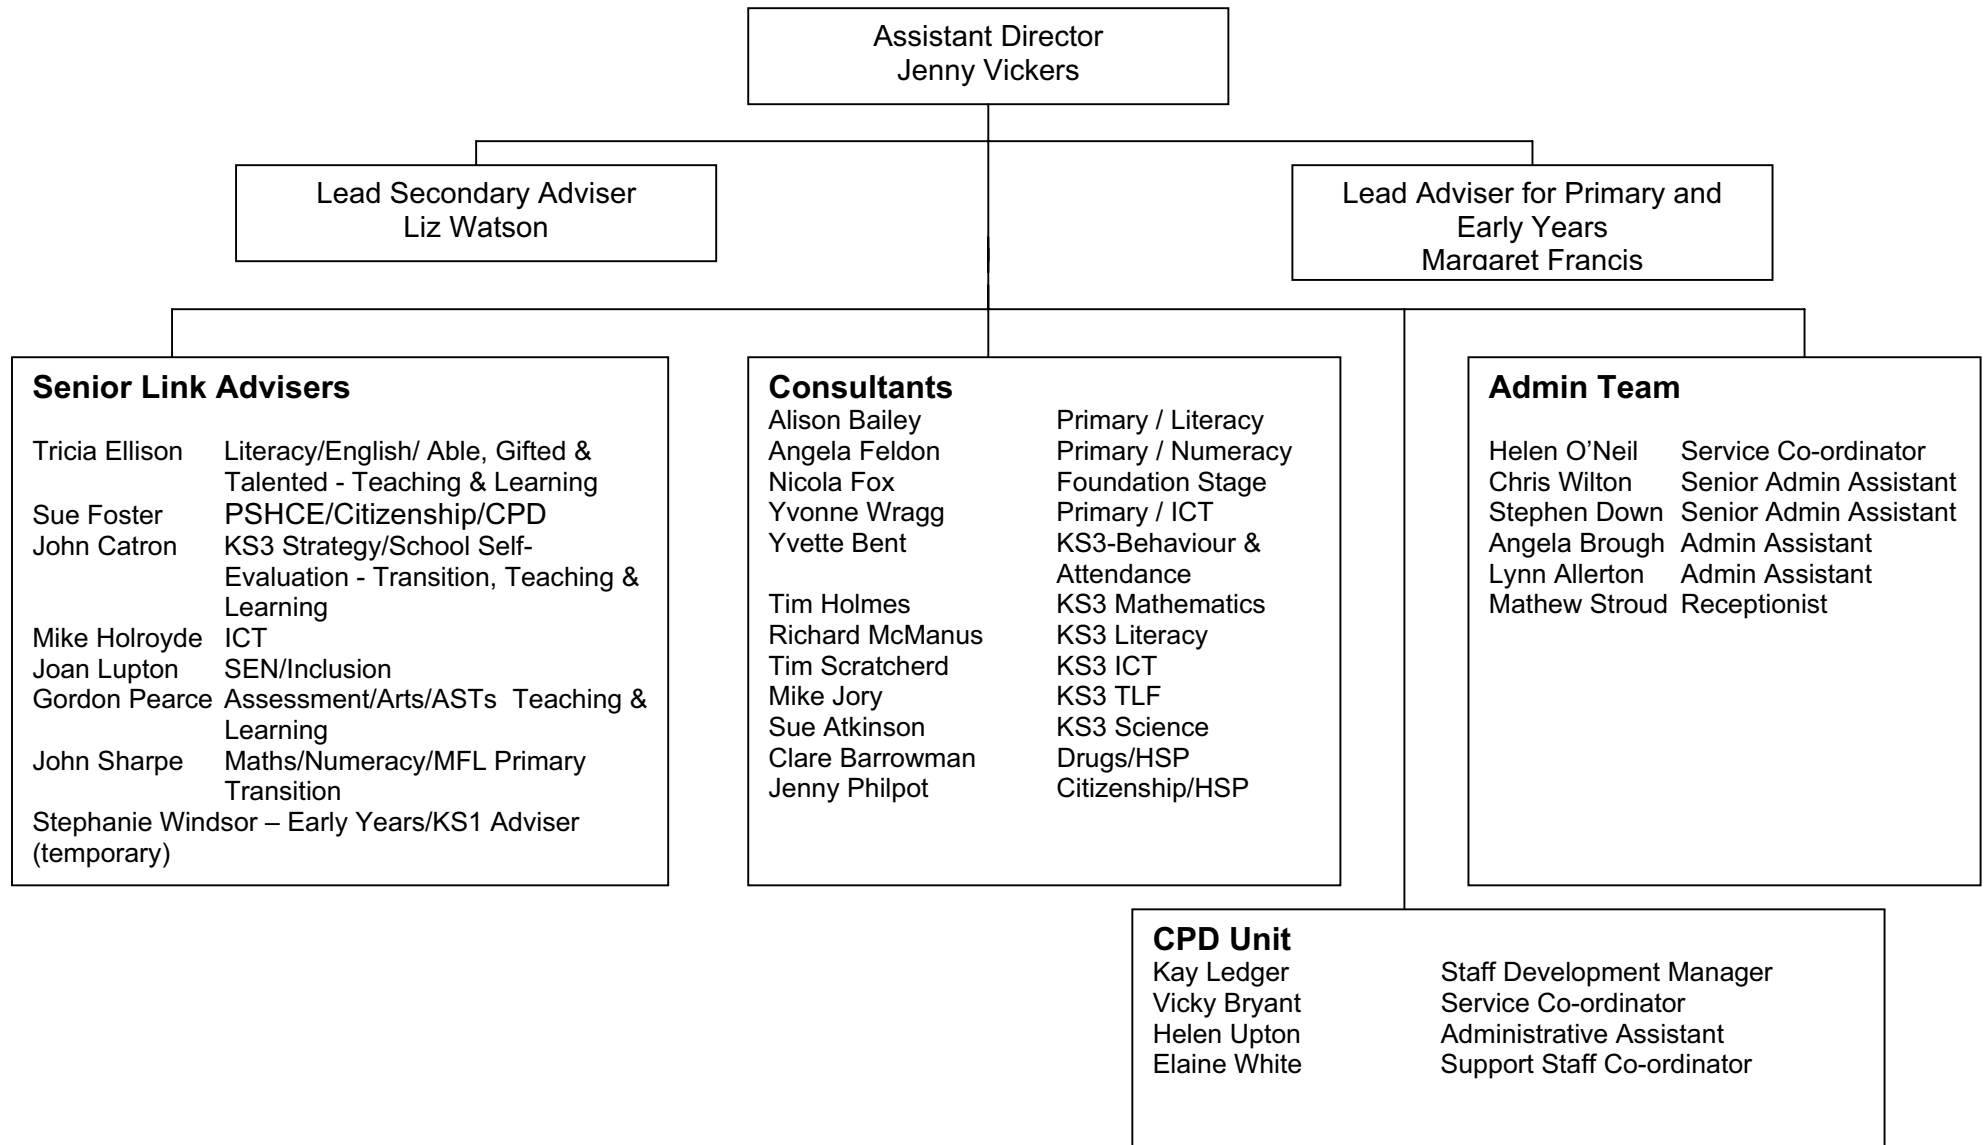 Assistant Director
Jenny Vickers
Lead Secondary Adviser
Liz Watson
Lead Adviser for Primary and
Early Years
Margaret Francis
Senior Link Advisers
Tricia Ellison Literacy/English/ Able, Gifted &
Talented - Teaching & Learning
Sue Foster PSHCE/Citizenship/CPD
John Catron KS3 Strategy/School Self-
Evaluation - Transition, Teaching &
Learning
Mike Holroyde ICT
Joan Lupton SEN/Inclusion
Gordon Pearce Assessment/Arts/ASTs Teaching &
Learning
John Sharpe Maths/Numeracy/MFL Primary
Transition
Stephanie Windsor – Early Years/KS1 Adviser
(temporary)
Consultants
Alison Bailey Primary / Literacy
Angela Feldon Primary / Numeracy
Nicola Fox Foundation Stage
Yvonne Wragg Primary / ICT
Yvette Bent KS3-Behaviour &
Attendance
Tim Holmes KS3 Mathematics
Richard McManus KS3 Literacy
Tim Scratcherd KS3 ICT
Mike Jory KS3 TLF
Sue Atkinson KS3 Science
Clare Barrowman Drugs/HSP
Jenny Philpot Citizenship/HSP
Admin Team
Helen O’Neil Service Co-ordinator
Chris Wilton Senior Admin Assistant
Stephen Down Senior Admin Assistant
Angela Brough Admin Assistant
Lynn Allerton Admin Assistant
Mathew Stroud Receptionist
CPD Unit
Kay Ledger Staff Development Manager
Vicky Bryant Service Co-ordinator
Helen Upton Administrative Assistant
Elaine White Support Staff Co-ordinator